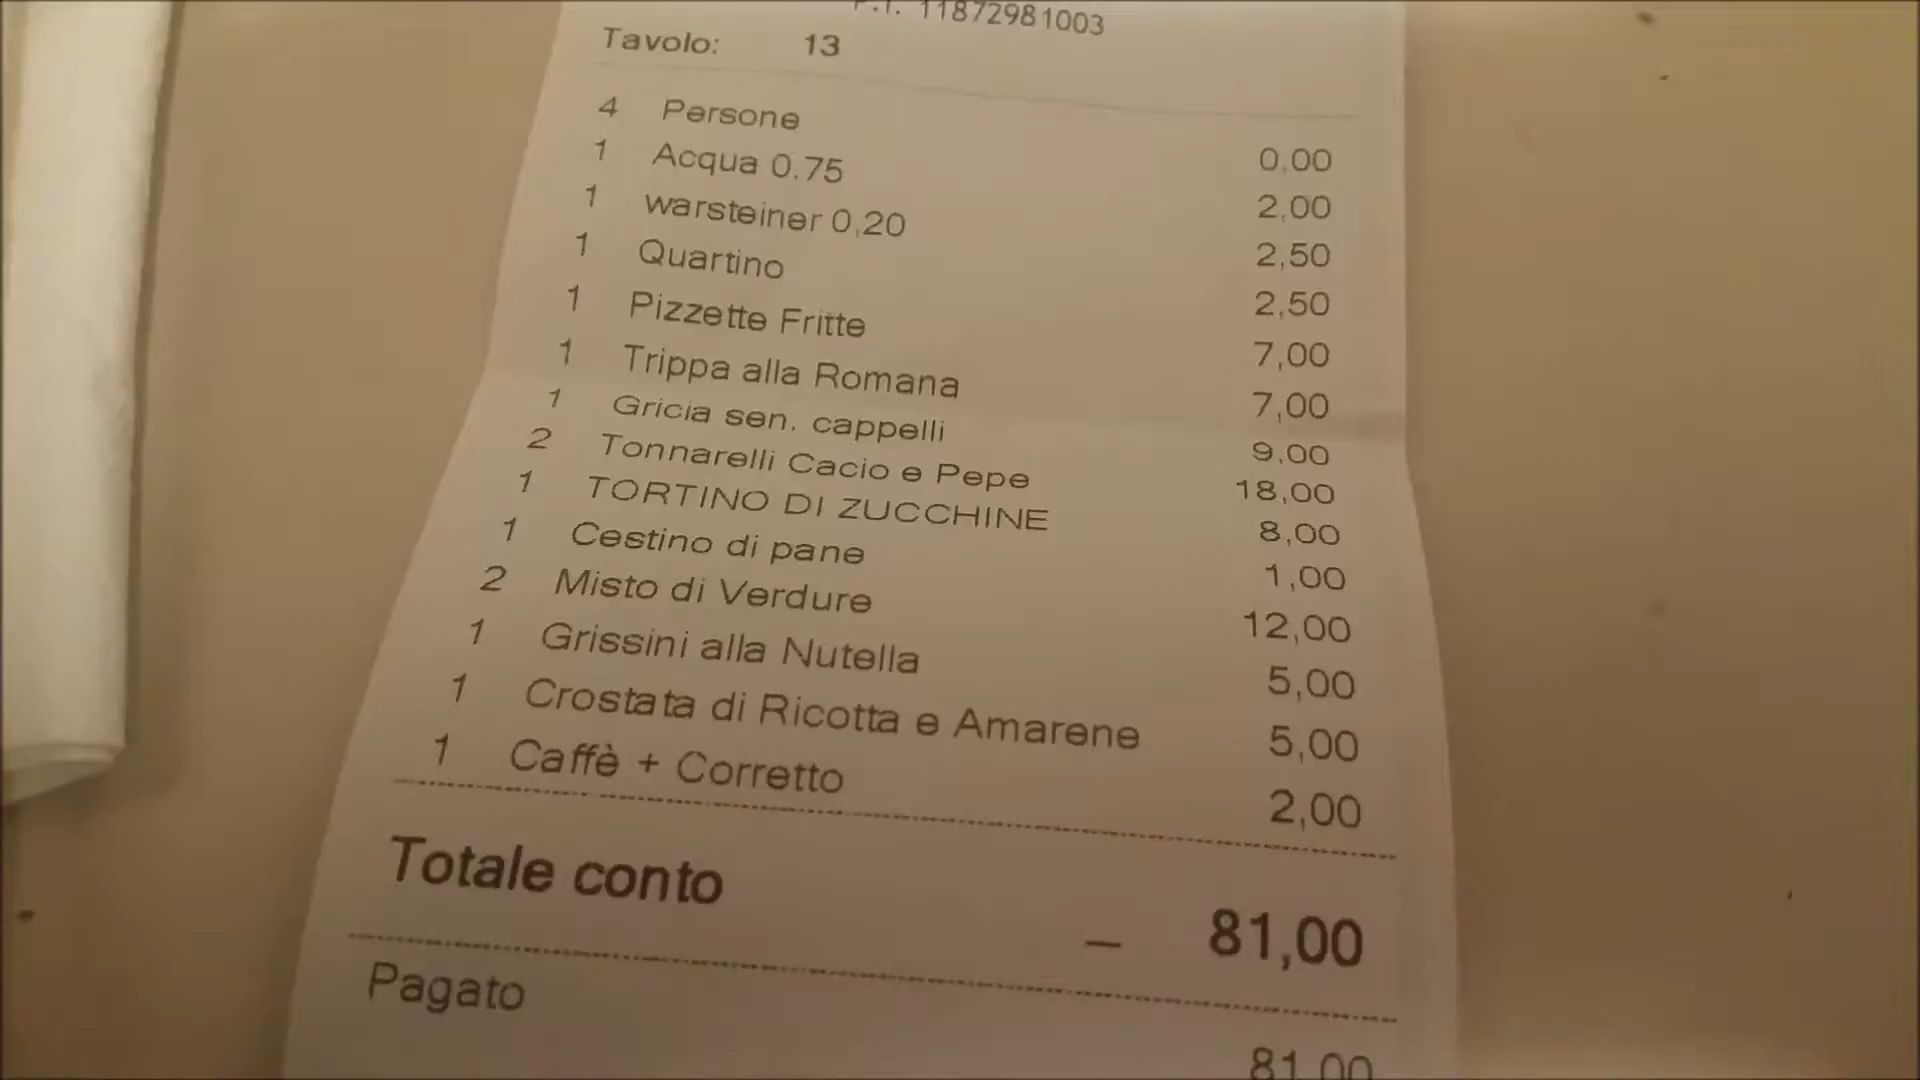 P.I. 11872981003
Tavolo: 13
4 Persone 0,00
1 Acqua 0.75 2,00
1 warsteiner 0,20 2,50
1 Quartino 2,50
1 Pizzette Fritte 7,00
1 Trippa alla Romana 7,00
1 Gricia sen. cappelli 9,00
2 Tonnarelli Cacio e Pepe 18,00
1 TORTINO DI ZUCCHINE 8,00
1 Cestino di pane 1,00
2 Misto di Verdure 12,00
1 Grissini alla Nutella 5,00
1 Crostata di Ricotta e Amarene 5,00
1 Caffè + Corretto 2,00
Totale conto – 81,00
Pagato 81,00